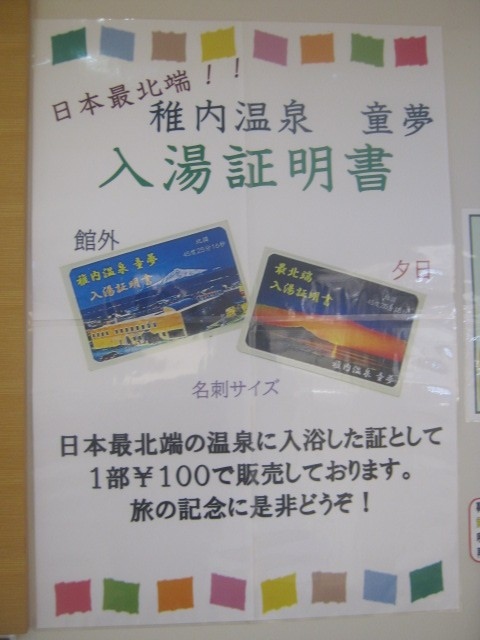 日本最北端！！
稚内温泉　童夢
入湯証明書
館外
稚内温泉 童夢
入湯証明書
夕日
最北端
入湯証明書
稚内温泉 童夢
名刺サイズ
日本最北端の温泉に入浴した証として
１部￥１００で販売しております。
旅の記念に是非どうぞ！